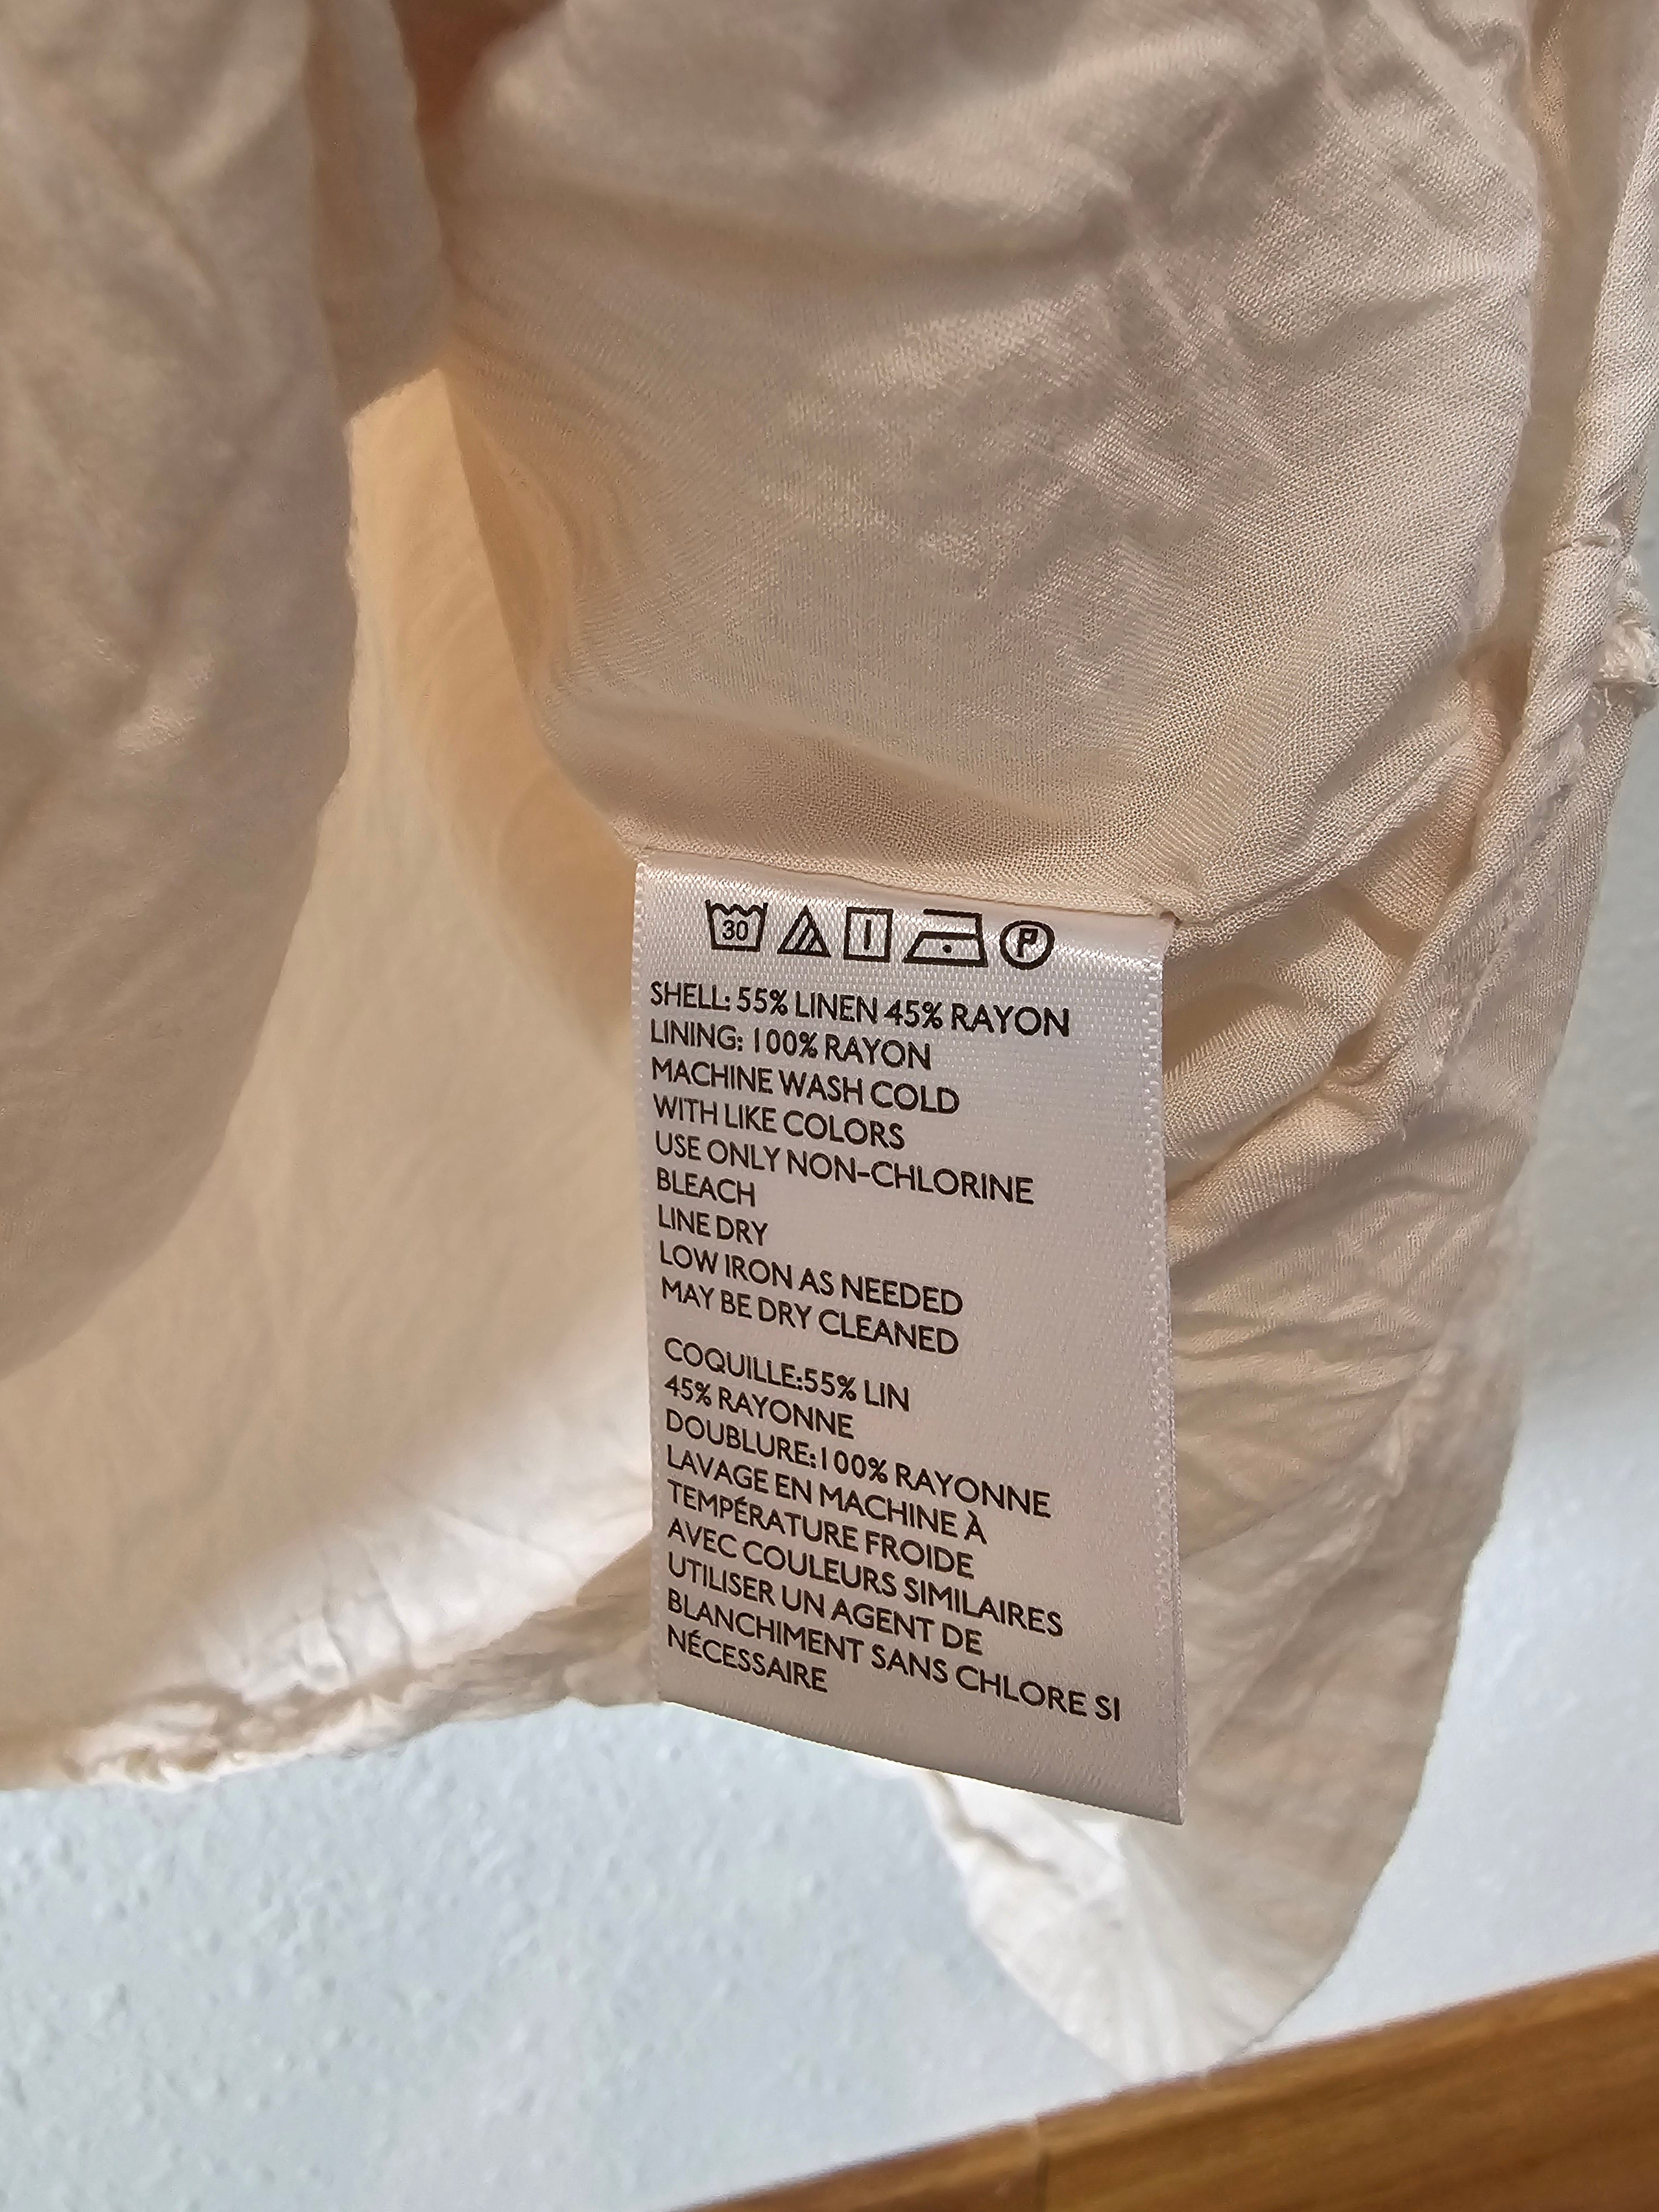 30 P
SHELL: 55% LINEN 45% RAYON
LINING: 100% RAYON
MACHINE WASH COLD
WITH LIKE COLORS
USE ONLY NON-CHLORINE
BLEACH
LINE DRY
LOW IRON AS NEEDED
MAY BE DRY CLEANED
COQUILLE:55% LIN
45% RAYONNE
DOUBLURE:100% RAYONNE
LAVAGE EN MACHINE À
TEMPÉRATURE FROIDE
AVEC COULEURS SIMILAIRES
UTILISER UN AGENT DE
BLANCHIMENT SANS CHLORE SI
NÉCESSAIRE